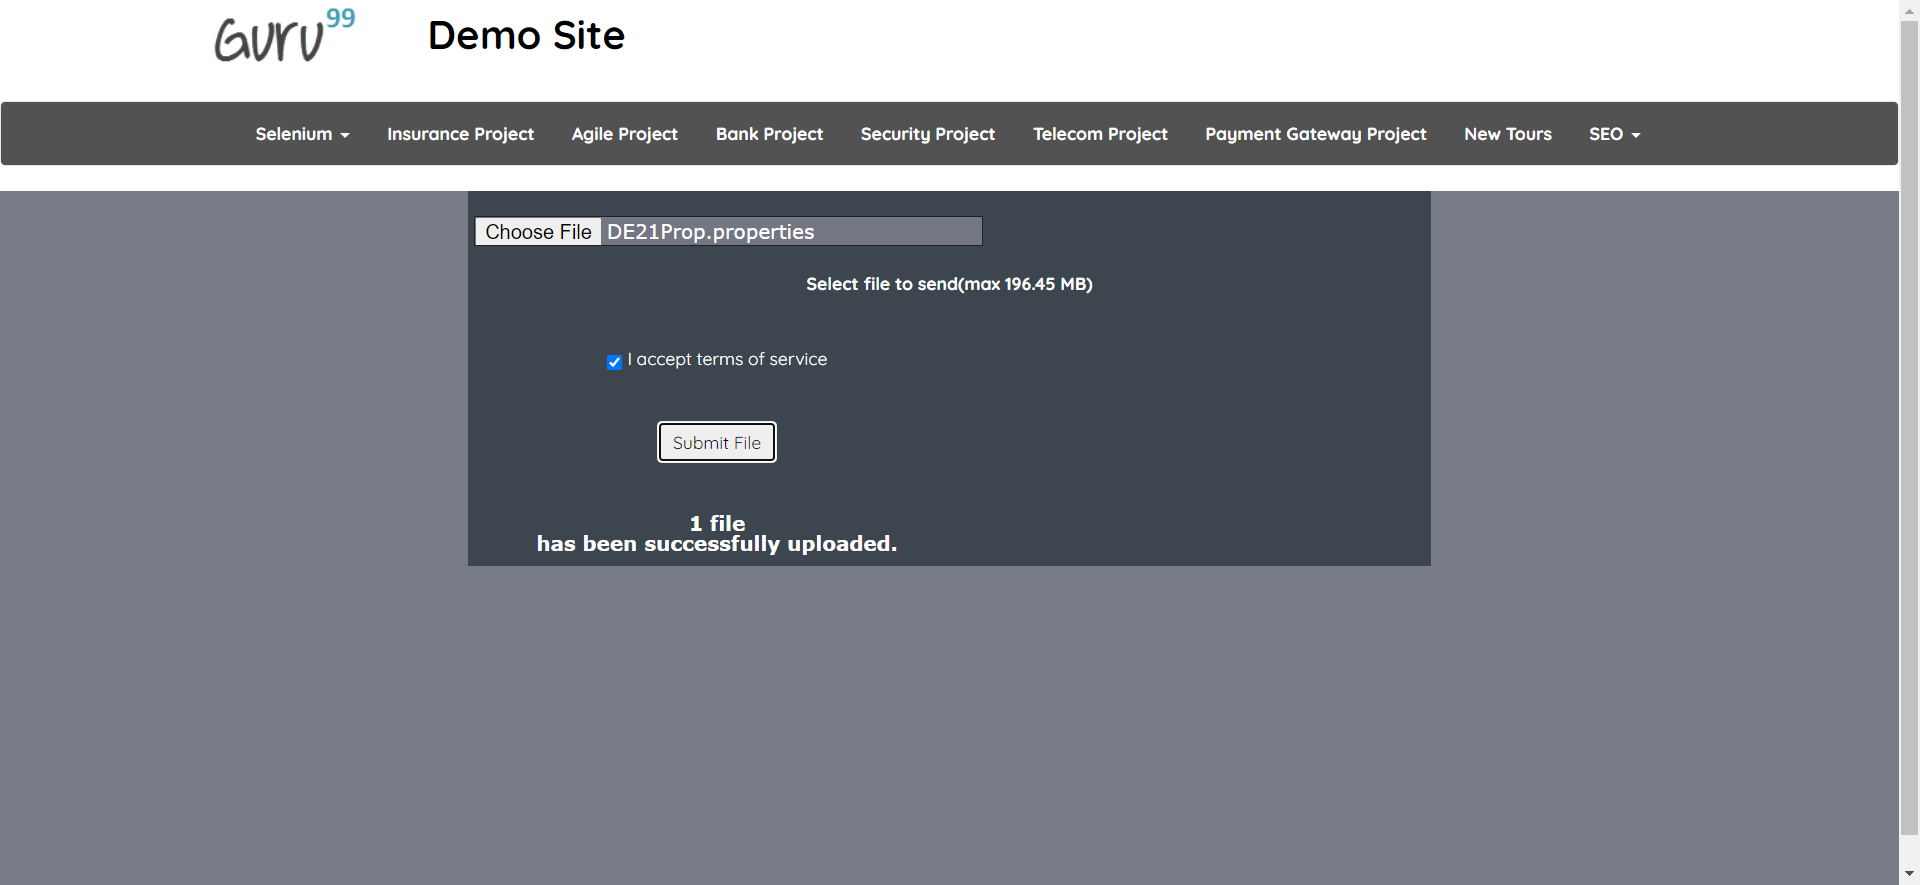 Guru99 Demo Site
Selenium Insurance Project Agile Project Bank Project Security Project Telecom Project Payment Gateway Project New Tours SEO
Choose File DE21Prop.properties
Select file to send(max 196.45 MB)
I accept terms of service
Submit File
1 file
has been successfully uploaded.